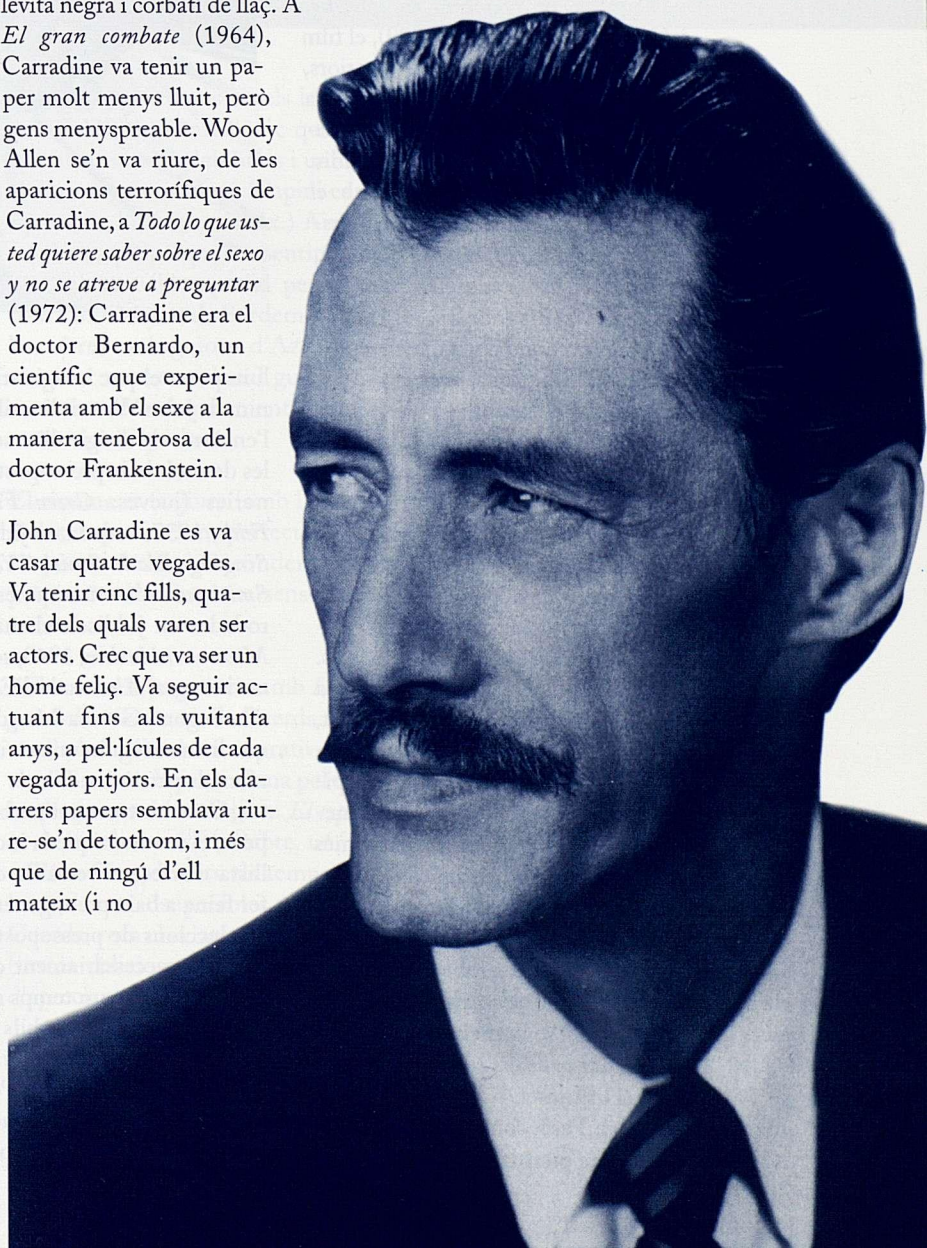 levita negra i corbatí de llaç. A
El gran combate (1964),
Carradine va tenir un pa-
per molt menys lluït, però
gens menyspreable. Woody
Allen se’n va riure, de les
aparicions terrorífiques de
Carradine, a Todo lo que us-
ted quiere saber sobre el sexo
y no se atreve a preguntar
(1972): Carradine era el
doctor Bernardo, un
científic que experi-
menta amb el sexe a la
manera tenebrosa del
doctor Frankenstein.
John Carradine es va
casar quatre vegades.
Va tenir cinc fills, qua-
tre dels quals varen ser
actors. Crec que va ser un
home feliç. Va seguir ac-
tuant fins als vuitanta
anys, a pel·lícules de cada
vegada pitjors. En els da-
rrers papers semblava riu-
re-se’n de tothom, i més
que de ningú d’ell
mateix (i no